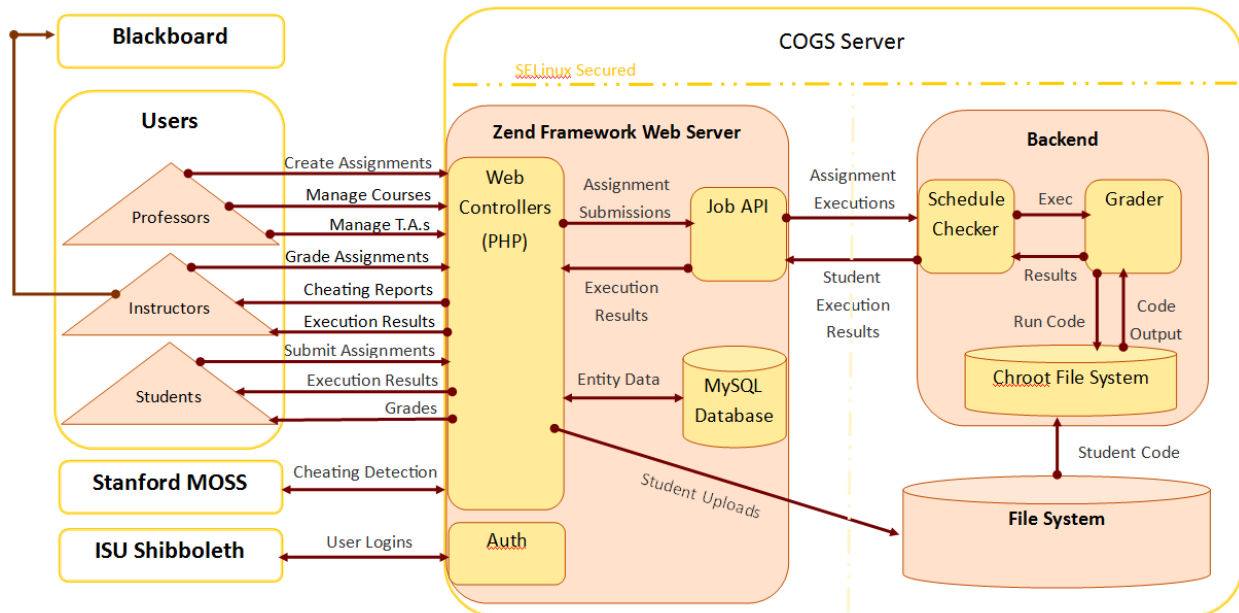 Blackboard
COGS Server
SELinux Secured
Users
Professors
Instructors
Students
Create Assignments
Manage Courses
Manage T.A.s
Grade Assignments
Cheating Reports
Execution Results
Submit Assignments
Execution Results
Grades
Stanford MOSS
Cheating Detection
ISU Shibboleth
User Logins
Zend Framework Web Server
Web
Controllers
(PHP)
Auth
Assignment
Submissions
Execution
Results
Job API
Entity Data
MySQL
Database
Student Uploads
Assignment
Executions
Student
Execution
Results
Backend
Schedule
Checker
Exec
Results
Grader
Run Code
Code
Output
Chroot File System
Student Code
File System